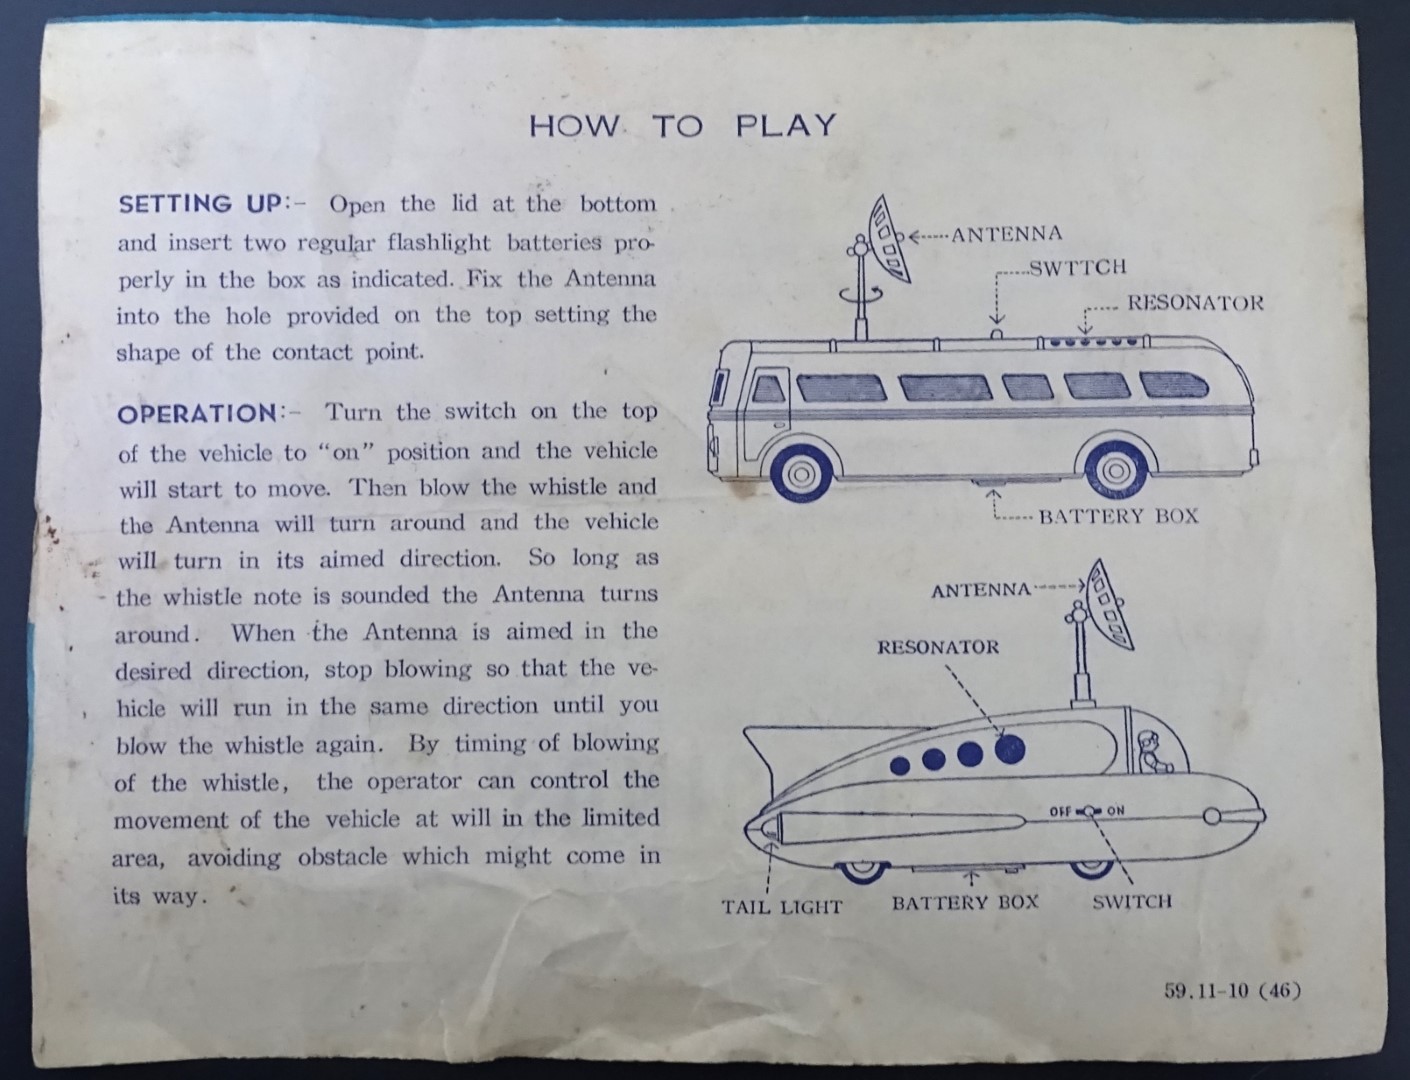 HOW TO PLAY
SETTING UP:- Open the lid at the bottom
and insert two regular flashlight batteries pro-
perly in the box as indicated. Fix the Antenna
into the hole provided on the top setting the
shape of the contact point.
OPERATION:- Turn the switch on the top
of the vehicle to “on” position and the vehicle
will start to move. Then blow the whistle and
the Antenna will turn around and the vehicle
will turn in its aimed direction. So long as
the whistle note is sounded the Antenna turns
around. When the Antenna is aimed in the
desired direction, stop blowing so that the ve-
hicle will run in the same direction until you
blow the whistle again. By timing of blowing
of the whistle, the operator can control the
movement of the vehicle at will in the limited
area, avoiding obstacle which might come in
its way.
ANTENNA
SWTTCH
RESONATOR
BATTERY BOX
ANTENNA
RESONATOR
OFF ON
TAIL LIGHT
BATTERY BOX
SWITCH
59.11-10 (46)